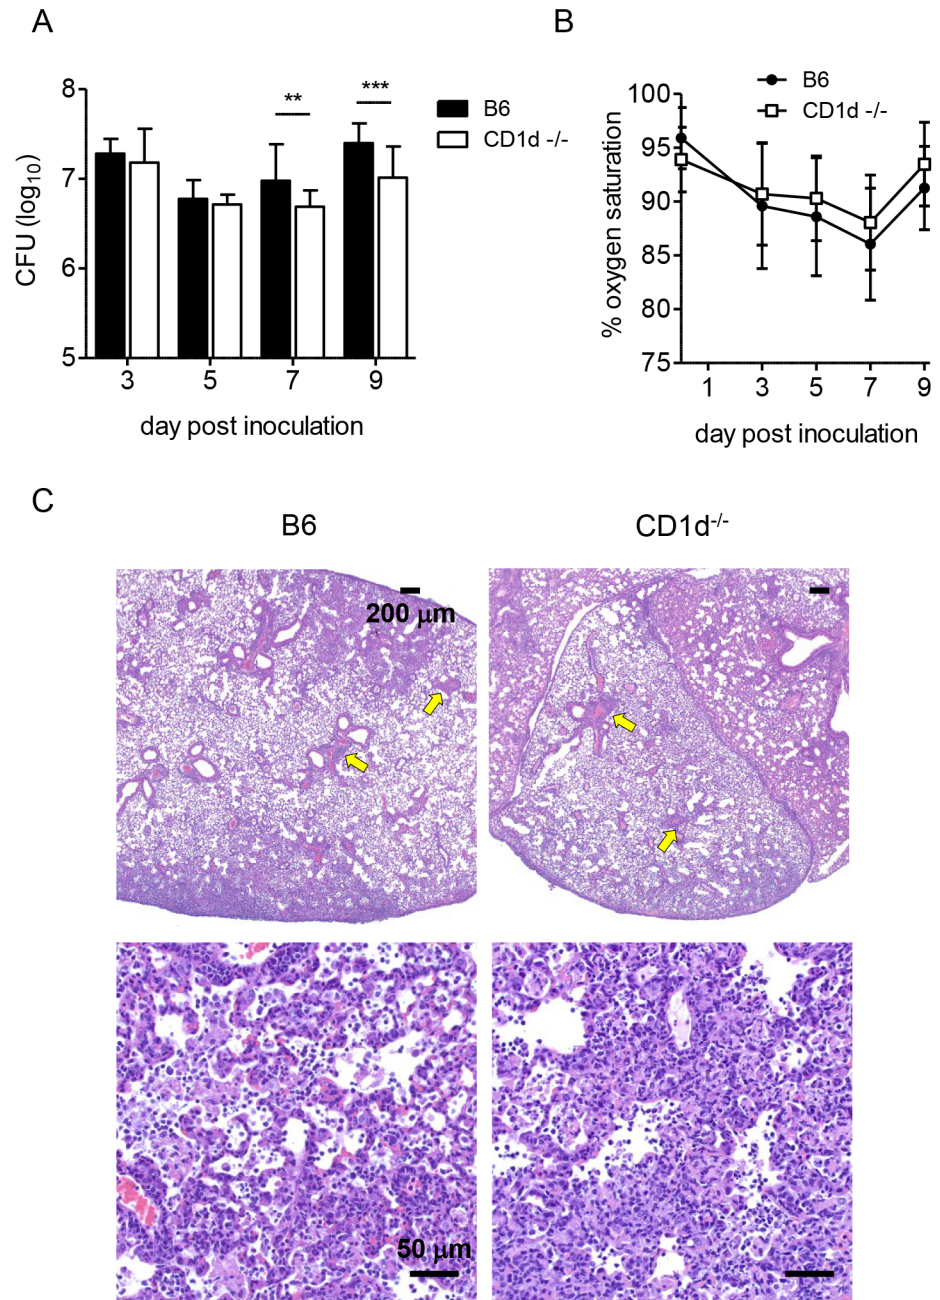 A
8
7
6
5
CFU (log10)
** ***
3 5 7 9
day post inoculation
B6
CD1d -/-
B
B6
CD1d -/-
100
95
90
85
80
75
% oxygen saturation
1 3 5 7 9
day post inoculation
C
B6 CD1d-/-
200 μm
50 μm